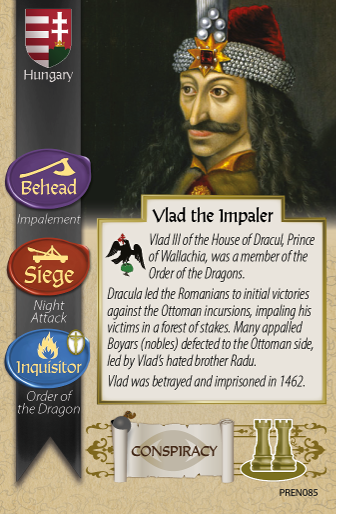 Hungary
Behead
Impalement
Siege
Night
Attack
Inquisitor
Order of
the Dragon
Vlad the Impaler
Vlad III of the House of Dracul, Prince
of Wallachia, was a member of the
Order of the Dragons.
Dracula led the Romanians to initial victories
against the Ottoman incursions, impaling his
victims in a forest of stakes. Many appalled
Boyars (nobles) defected to the Ottoman side,
led by Vlad's hated brother Radu.
Vlad was betrayed and imprisoned in 1462.
CONSPIRACY
PREN085